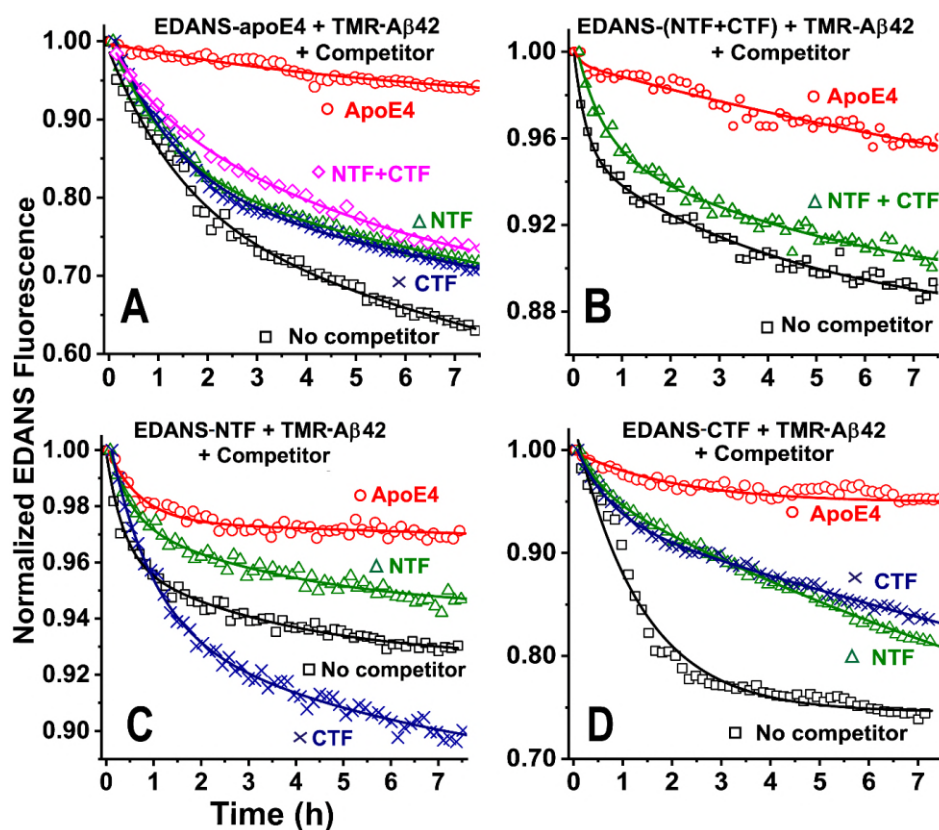 EDANS-apoE4 + TMR-Aβ42
+ Competitor
ApoE4
NTF+CTF
NTF
CTF
No competitor
A
1.00
0.90
0.80
0.70
0.60
0 1 2 3 4 5 6 7
EDANS-(NTF+CTF) + TMR-Aβ42
+ Competitor
ApoE4
NTF + CTF
No competitor
B
1.00
0.96
0.92
0.88
0 1 2 3 4 5 6 7
Normalized EDANS Fluorescence
EDANS-NTF + TMR-Aβ42
+ Competitor
ApoE4
NTF
No competitor
CTF
C
1.00
0.98
0.96
0.94
0.92
0.90
0 1 2 3 4 5 6 7
Time (h)
EDANS-CTF + TMR-Aβ42
+ Competitor
ApoE4
CTF
NTF
No competitor
D
1.00
0.90
0.80
0.70
0 1 2 3 4 5 6 7